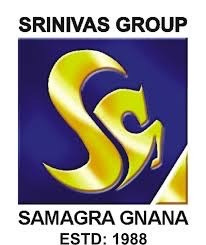 SRINIVAS GROUP
SAMAGRA GNANA
ESTD: 1988